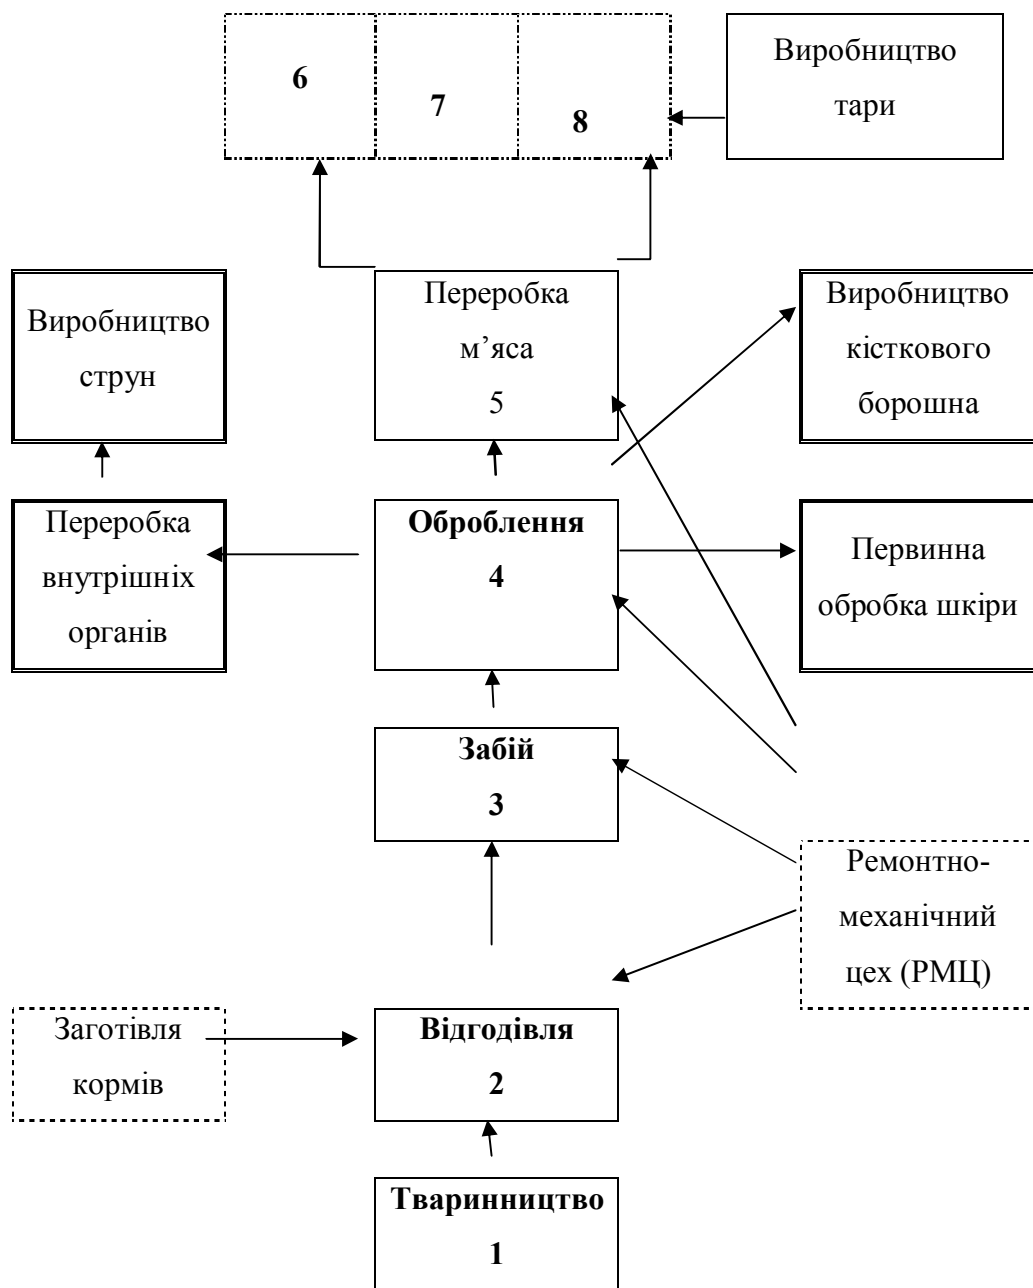 6
7
8
Виробництво
тари
Виробництво
струн
Переробка
м’яса
5
Виробництво
кісткового
борошна
Переробка
внутрішніх
органів
Оброблення
4
Первинна
обробка шкіри
Забій
3
Ремонтно-
механічний
цех (РМЦ)
Заготівля
кормів
Відгодівля
2
Тваринництво
1